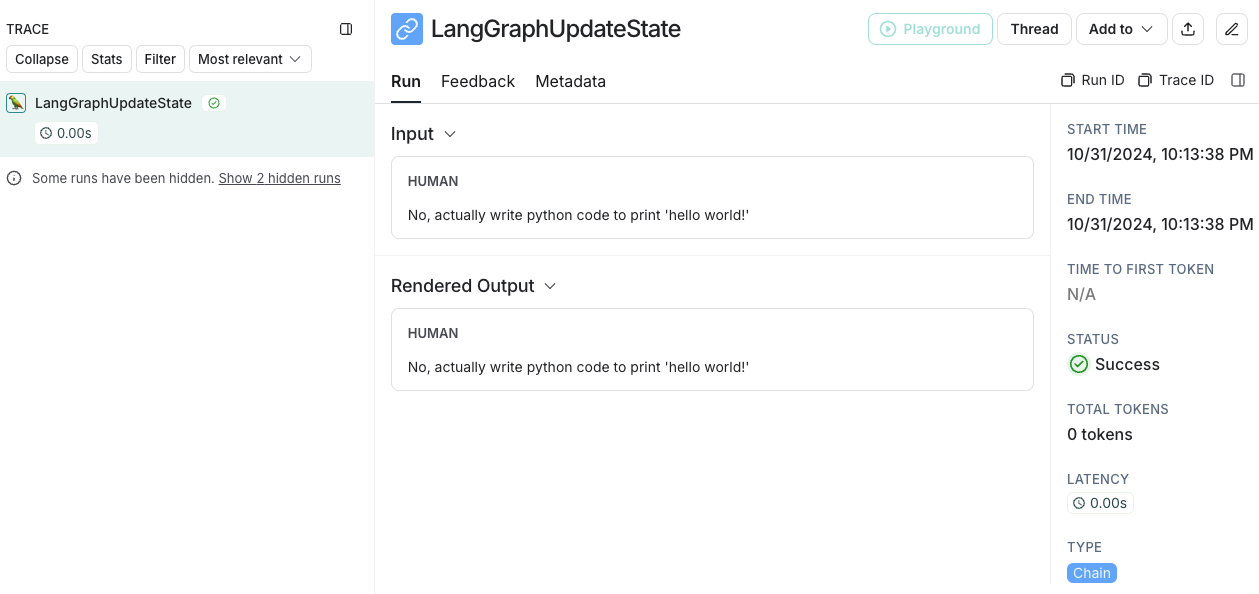 TRACE
Collapse Stats Filter Most relevant
LangGraphUpdateState
0.00s
Some runs have been hidden. Show 2 hidden runs
LangGraphUpdateState
Playground Thread Add to
Run Feedback Metadata
Run ID Trace ID
Input
HUMAN
No, actually write python code to print 'hello world!'
Rendered Output
HUMAN
No, actually write python code to print 'hello world!'
START TIME
10/31/2024, 10:13:38 PM
END TIME
10/31/2024, 10:13:38 PM
TIME TO FIRST TOKEN
N/A
STATUS
Success
TOTAL TOKENS
0 tokens
LATENCY
0.00s
TYPE
Chain